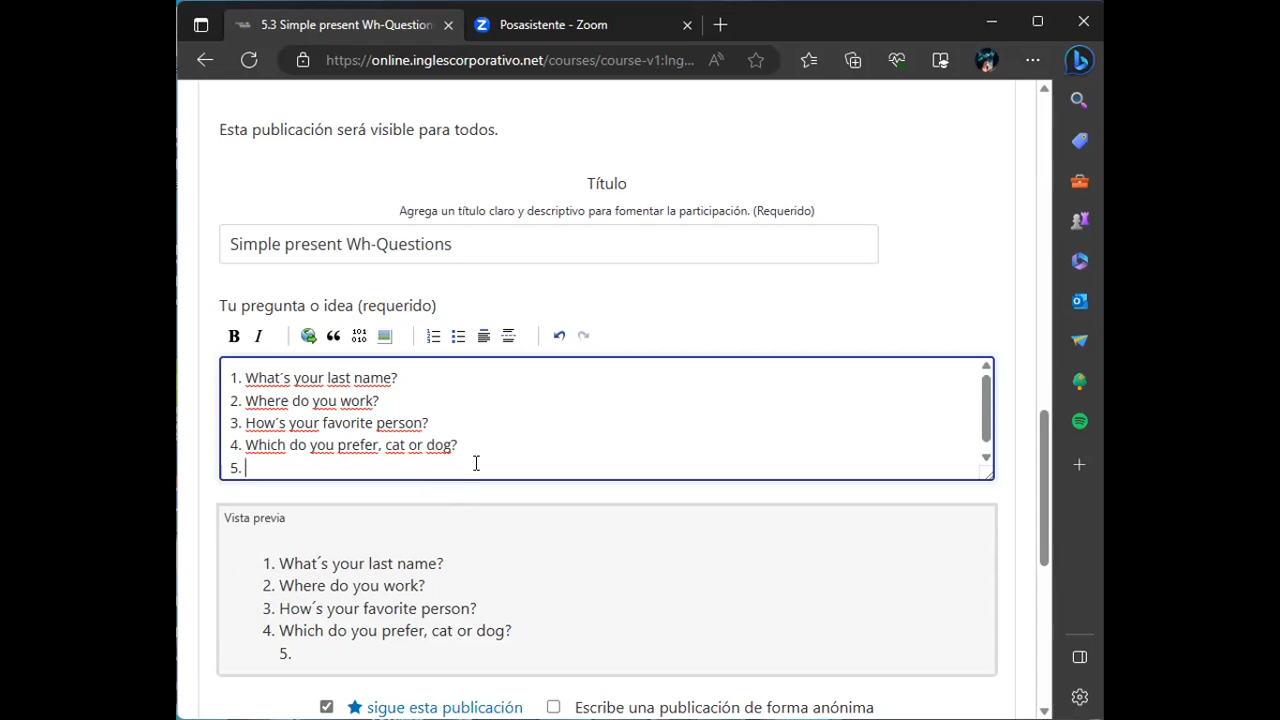 5.3 Simple present Wh-Question
Posasistente - Zoom
https://online.inglescorporativo.net/courses/course-v1:Ing...
Esta publicación será visible para todos.
Título
Agrega un título claro y descriptivo para fomentar la participación. (Requerido)
Simple present Wh-Questions
Tu pregunta o idea (requerido)
B I
1. What´s your last name?
2. Where do you work?
3. How´s your favorite person?
4. Which do you prefer, cat or dog?
5.
Vista previa
1. What´s your last name?
2. Where do you work?
3. How´s your favorite person?
4. Which do you prefer, cat or dog?
5.
sigue esta publicación Escribe una publicación de forma anónima